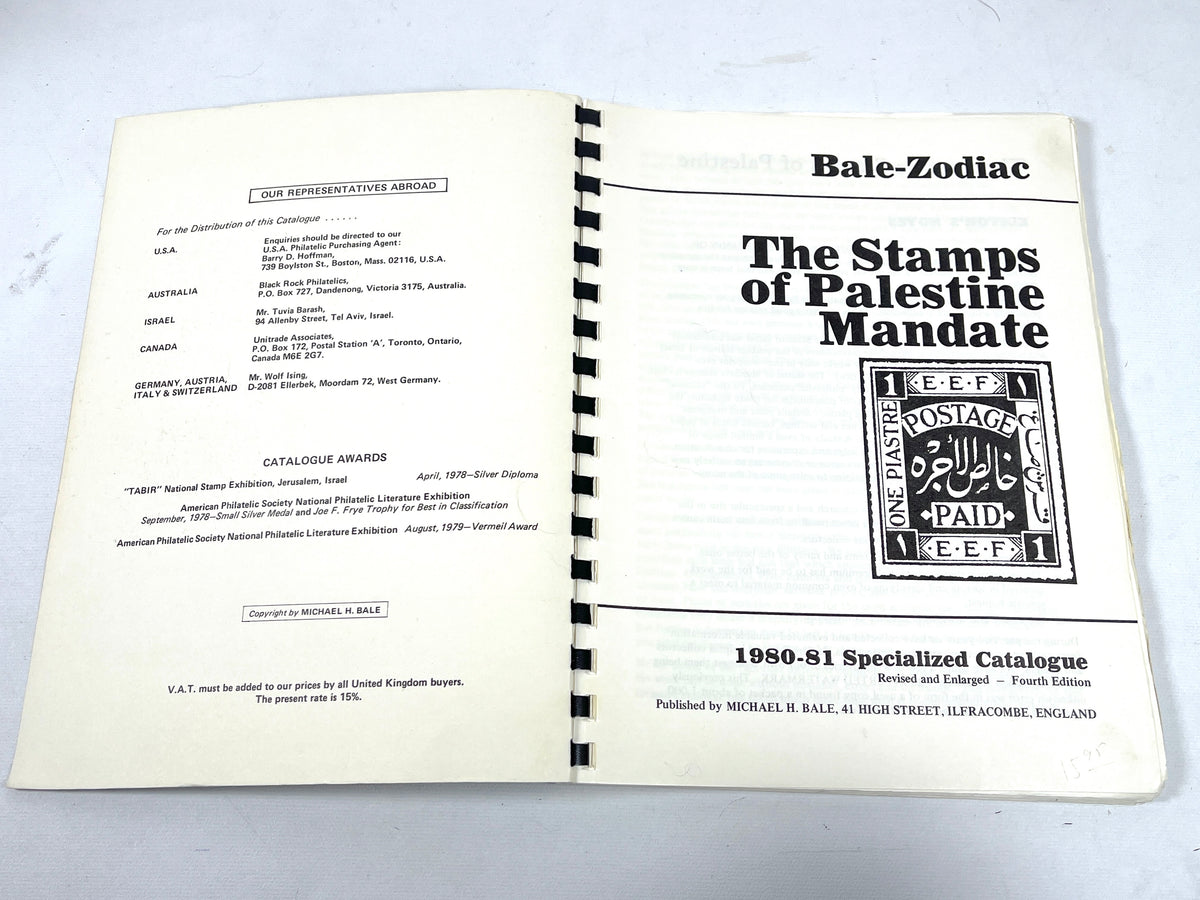 OUR REPRESENTATIVES ABROAD
For the Distribution of this Catalogue ......
U.S.A.
Enquiries should be directed to our
U.S.A. Philatelic Purchasing Agent:
Barry D. Hoffman,
739 Boylston St., Boston, Mass. 02116, U.S.A.
AUSTRALIA
Black Rock Philatelics,
P.O. Box 727, Dandenong, Victoria 3175, Australia.
ISRAEL
Mr. Tuvia Barash,
94 Allenby Street, Tel Aviv, Israel.
CANADA
Unitrade Associates,
P.O. Box 172, Postal Station 'A', Toronto, Ontario,
Canada M6E 2G7.
GERMANY, AUSTRIA,
ITALY & SWITZERLAND
Mr. Wolf Ising,
D-2081 Ellerbek, Moordam 72, West Germany.
CATALOGUE AWARDS
"TABIR" National Stamp Exhibition, Jerusalem, Israel April, 1978—Silver Diploma
American Philatelic Society National Philatelic Literature Exhibition
September, 1978—Small Silver Medal and Joe F. Frye Trophy for Best in Classification
American Philatelic Society National Philatelic Literature Exhibition August, 1979—Vermeil Award
Copyright by MICHAEL H. BALE
V.A.T. must be added to our prices by all United Kingdom buyers.
The present rate is 15%.
Bale-Zodiac
The Stamps
of Palestine
Mandate
1 E·E·F· ١
POSTAGE
ONE PIASTRE
خالص الأجرة
PAID
١ E·E·F· 1
1980-81 Specialized Catalogue
Revised and Enlarged — Fourth Edition
Published by MICHAEL H. BALE, 41 HIGH STREET, ILFRACOMBE, ENGLAND